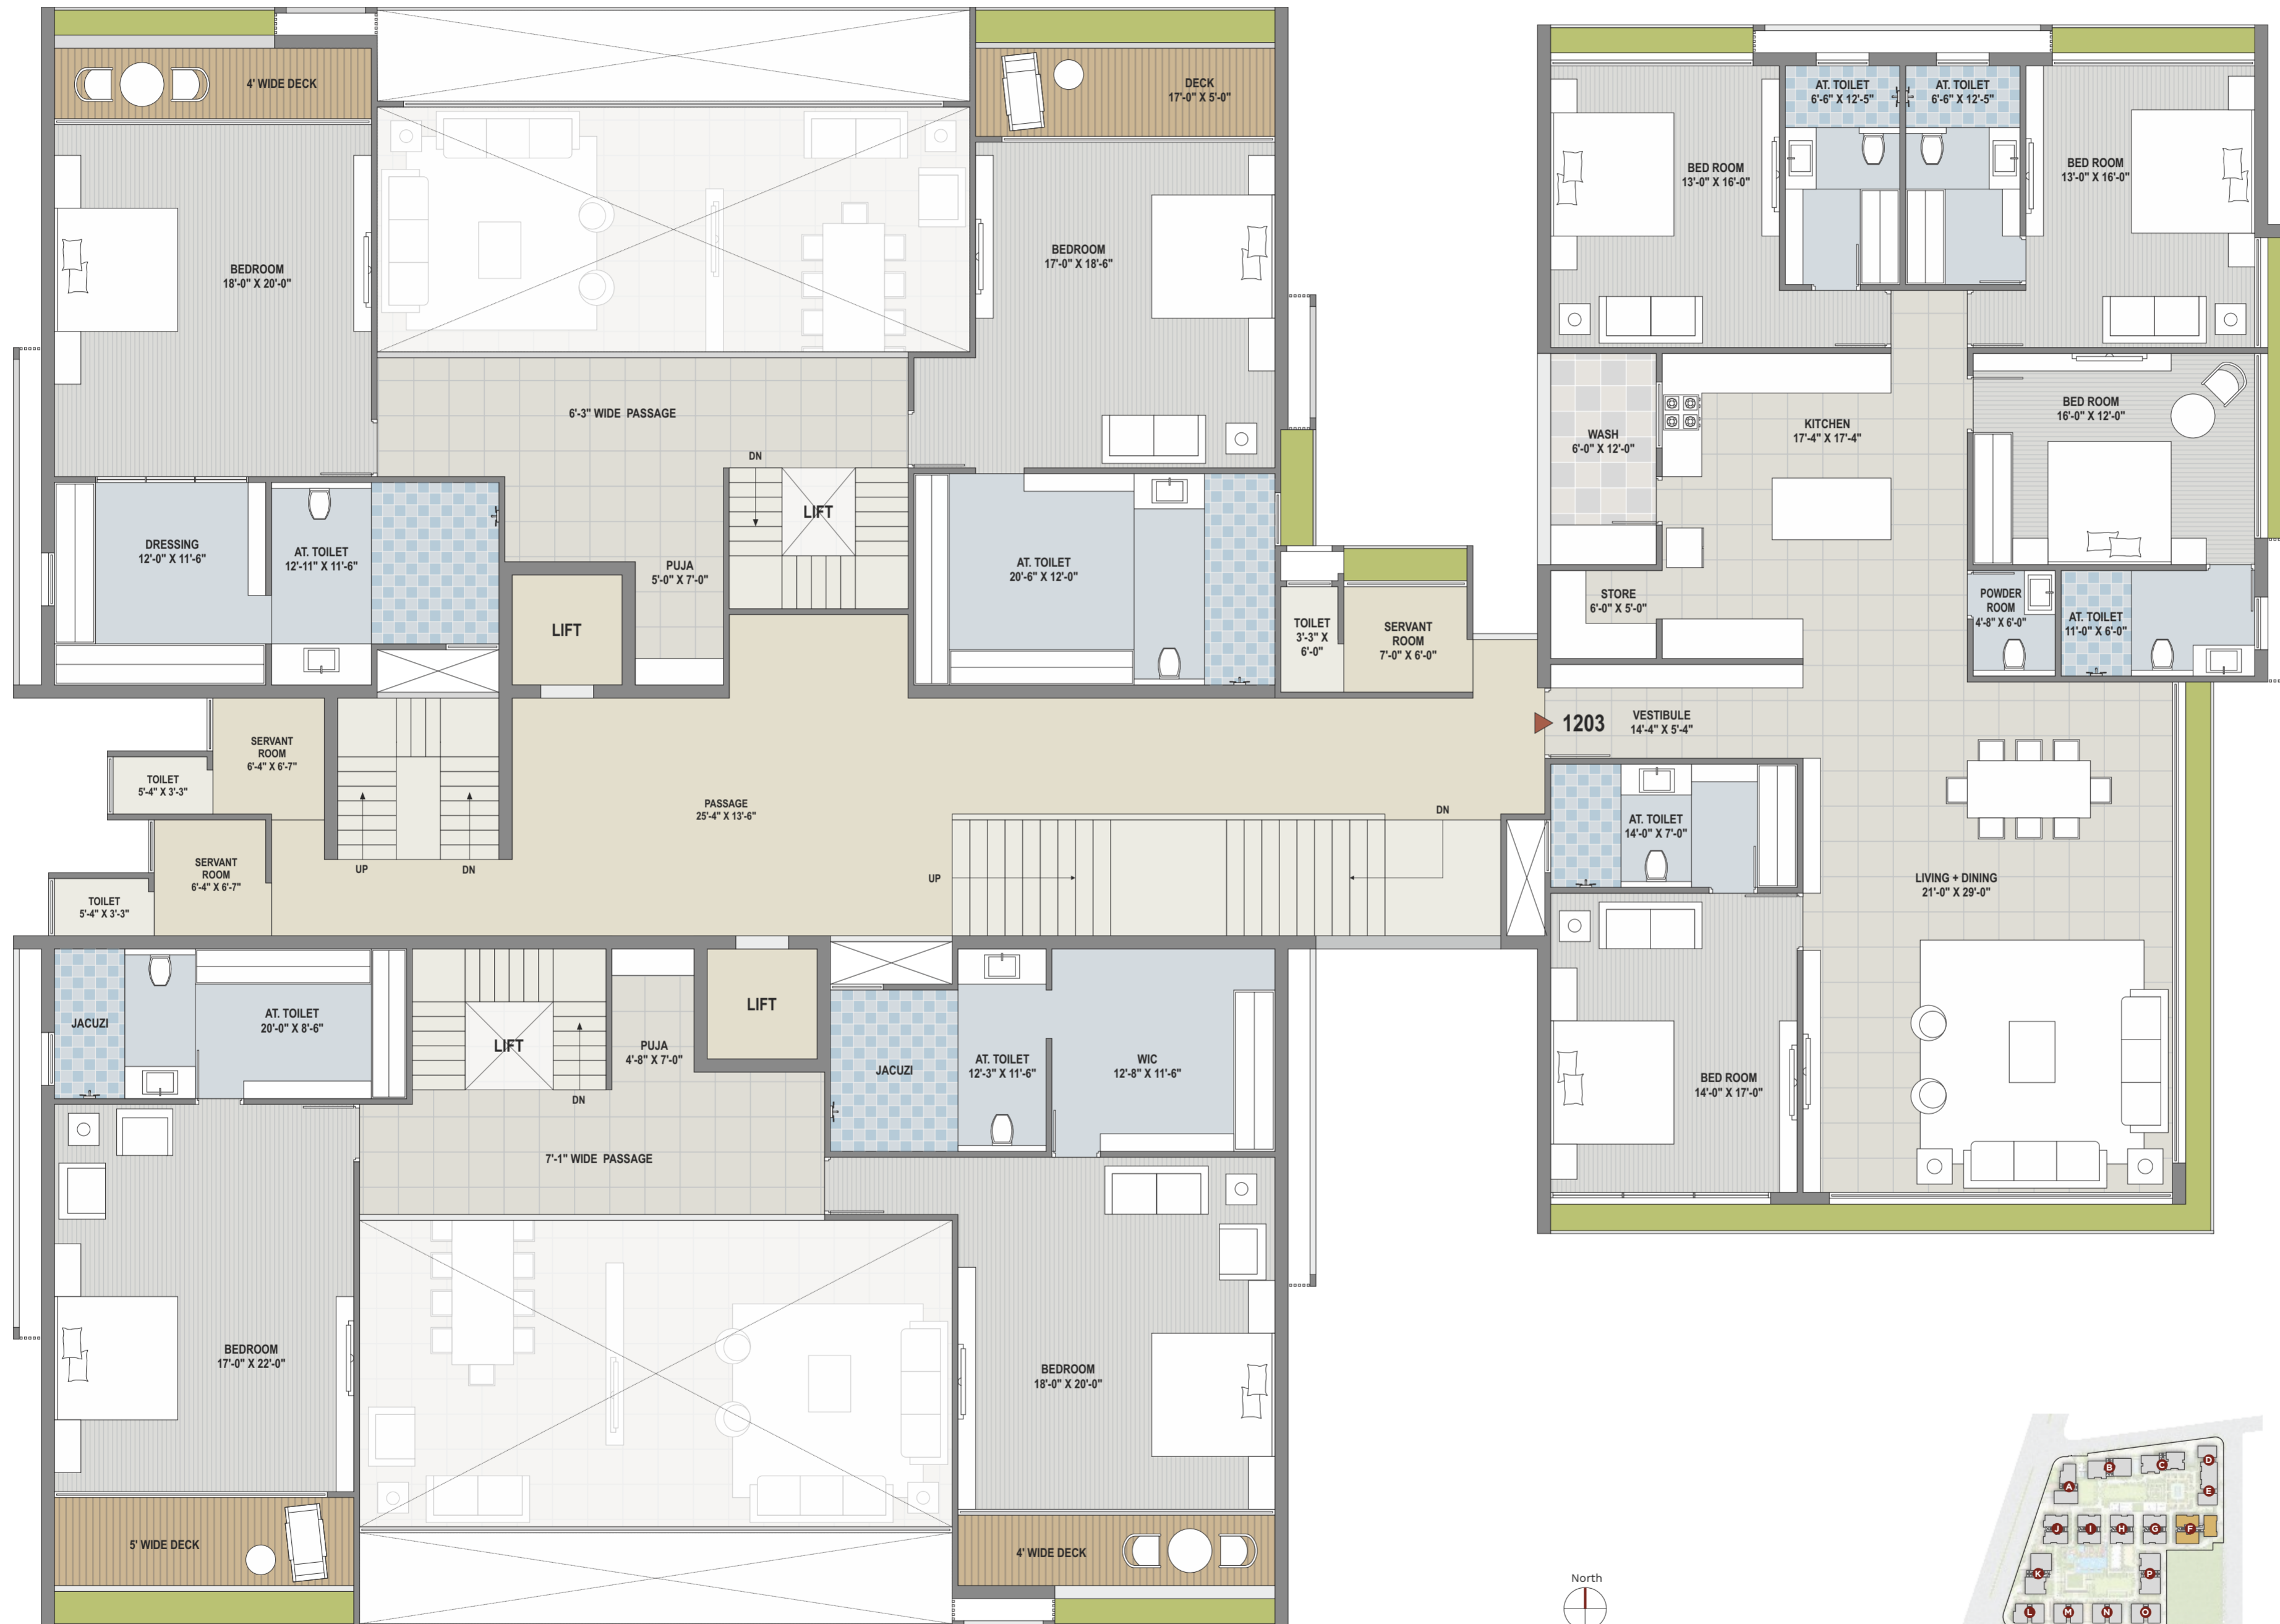 4' WIDE DECK
DECK
17'-0" X 5'-0"
BEDROOM
18'-0" X 20'-0"
BEDROOM
17'-0" X 18'-6"
6'-3" WIDE PASSAGE
DN
LIFT
DRESSING
12'-0" X 11'-6"
AT. TOILET
12'-11" X 11'-6"
PUJA
5'-0" X 7'-0"
LIFT
AT. TOILET
20'-6" X 12'-0"
TOILET
3'-3" X
6'-0"
SERVANT
ROOM
7'-0" X 6'-0"
SERVANT
ROOM
6'-4" X 6'-7"
TOILET
5'-4" X 3'-3"
SERVANT
ROOM
6'-4" X 6'-7"
TOILET
5'-4" X 3'-3"
UP
DN
PASSAGE
25'-4" X 13'-6"
UP
DN
JACUZI
AT. TOILET
20'-0" X 8'-6"
LIFT
DN
PUJA
4'-8" X 7'-0"
LIFT
JACUZI
AT. TOILET
12'-3" X 11'-6"
WIC
12'-8" X 11'-6"
7'-1" WIDE PASSAGE
BEDROOM
17'-0" X 22'-0"
BEDROOM
18'-0" X 20'-0"
5' WIDE DECK
4' WIDE DECK
AT. TOILET
6'-6" X 12'-5"
AT. TOILET
6'-6" X 12'-5"
BED ROOM
13'-0" X 16'-0"
BED ROOM
13'-0" X 16'-0"
WASH
6'-0" X 12'-0"
KITCHEN
17'-4" X 17'-4"
BED ROOM
16'-0" X 12'-0"
STORE
6'-0" X 5'-0"
POWDER
ROOM
4'-8" X 6'-0"
AT. TOILET
11'-0" X 6'-0"
1203
VESTIBULE
14'-4" X 5'-4"
AT. TOILET
14'-0" X 7'-0"
LIVING + DINING
21'-0" X 29'-0"
BED ROOM
14'-0" X 17'-0"
North
A
B
C
D
E
J
I
H
G
F
K
P
L
M
N
O